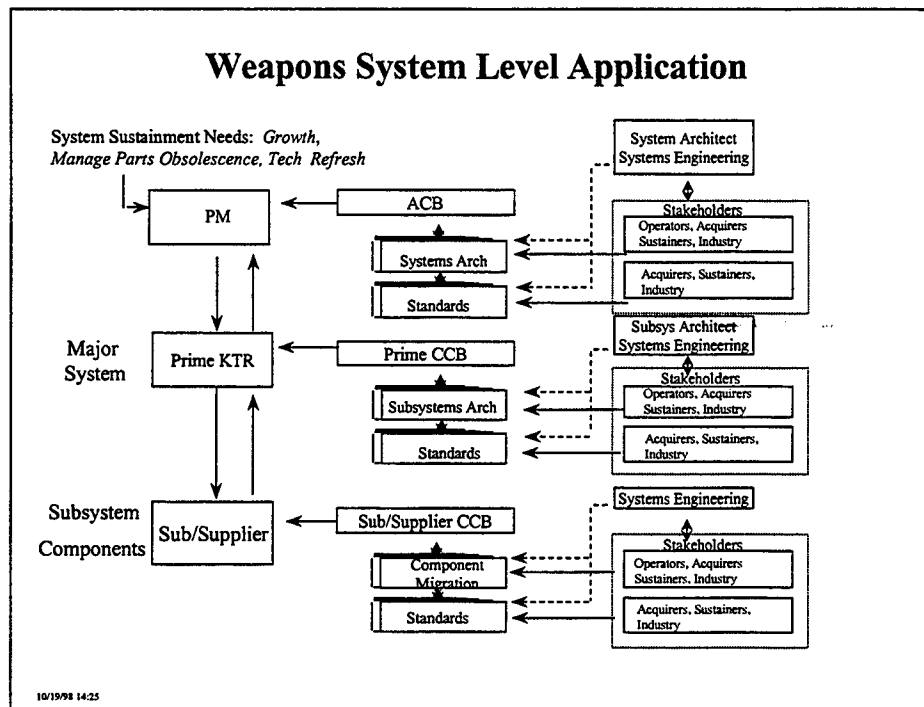 Weapons System Level Application
System Sustainment Needs: Growth,
Manage Parts Obsolescence, Tech Refresh
PM
ACB
Systems Arch
Standards
System Architect
Systems Engineering
Stakeholders
Operators, Acquirers
Sustainers, Industry
Acquirers, Sustainers,
Industry
Major
System
Prime KTR
Prime CCB
Subsystems Arch
Standards
Subsys Architect
Systems Engineering
Stakeholders
Operators, Acquirers
Sustainers, Industry
Acquirers, Sustainers,
Industry
Subsystem
Components
Sub/Supplier
Sub/Supplier CCB
Component
Migration
Standards
Systems Engineering
Stakeholders
Operators, Acquirers
Sustainers, Industry
Acquirers, Sustainers,
Industry
10/19/98 14:25